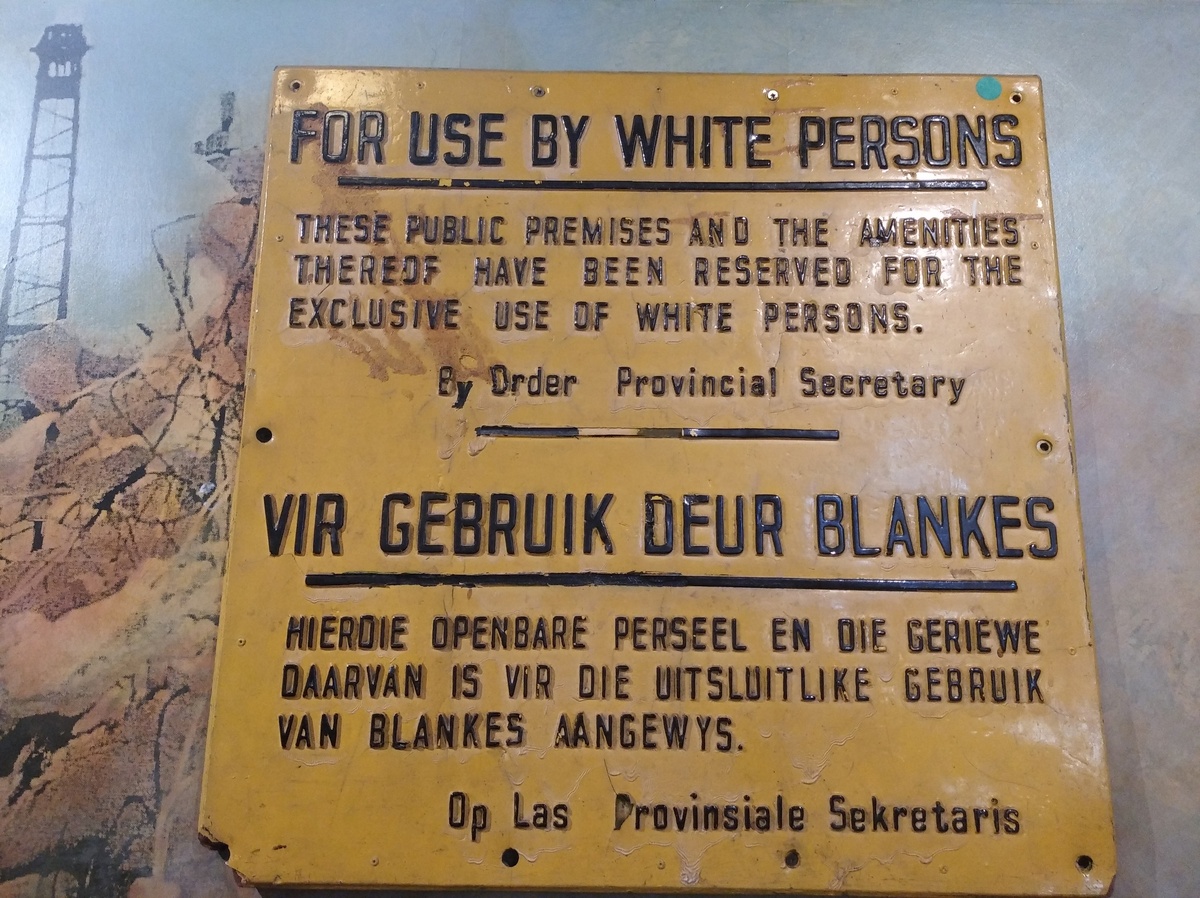 FOR USE BY WHITE PERSONS
THESE PUBLIC PREMISES AND THE AMENITIES
THEREOF HAVE BEEN RESERVED FOR THE
EXCLUSIVE USE OF WHITE PERSONS.
By Order Provincial Secretary
VIR GEBRUIK DEUR BLANKES
HIERDIE OPENBARE PERSEEL EN DIE GERIEWE
DAARVAN IS VIR DIE UITSLUITLIKE GEBRUIK
VAN BLANKES AANGEWYS.
Op Las Provinsiale Sekretaris